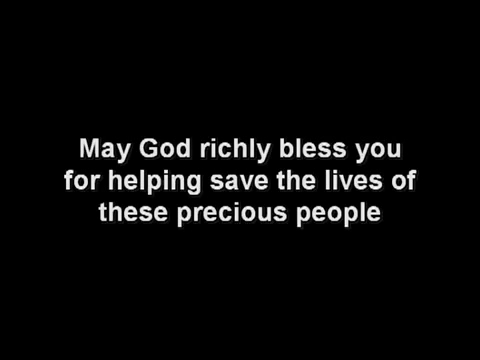 May God richly bless you
for helping save the lives of
these precious people